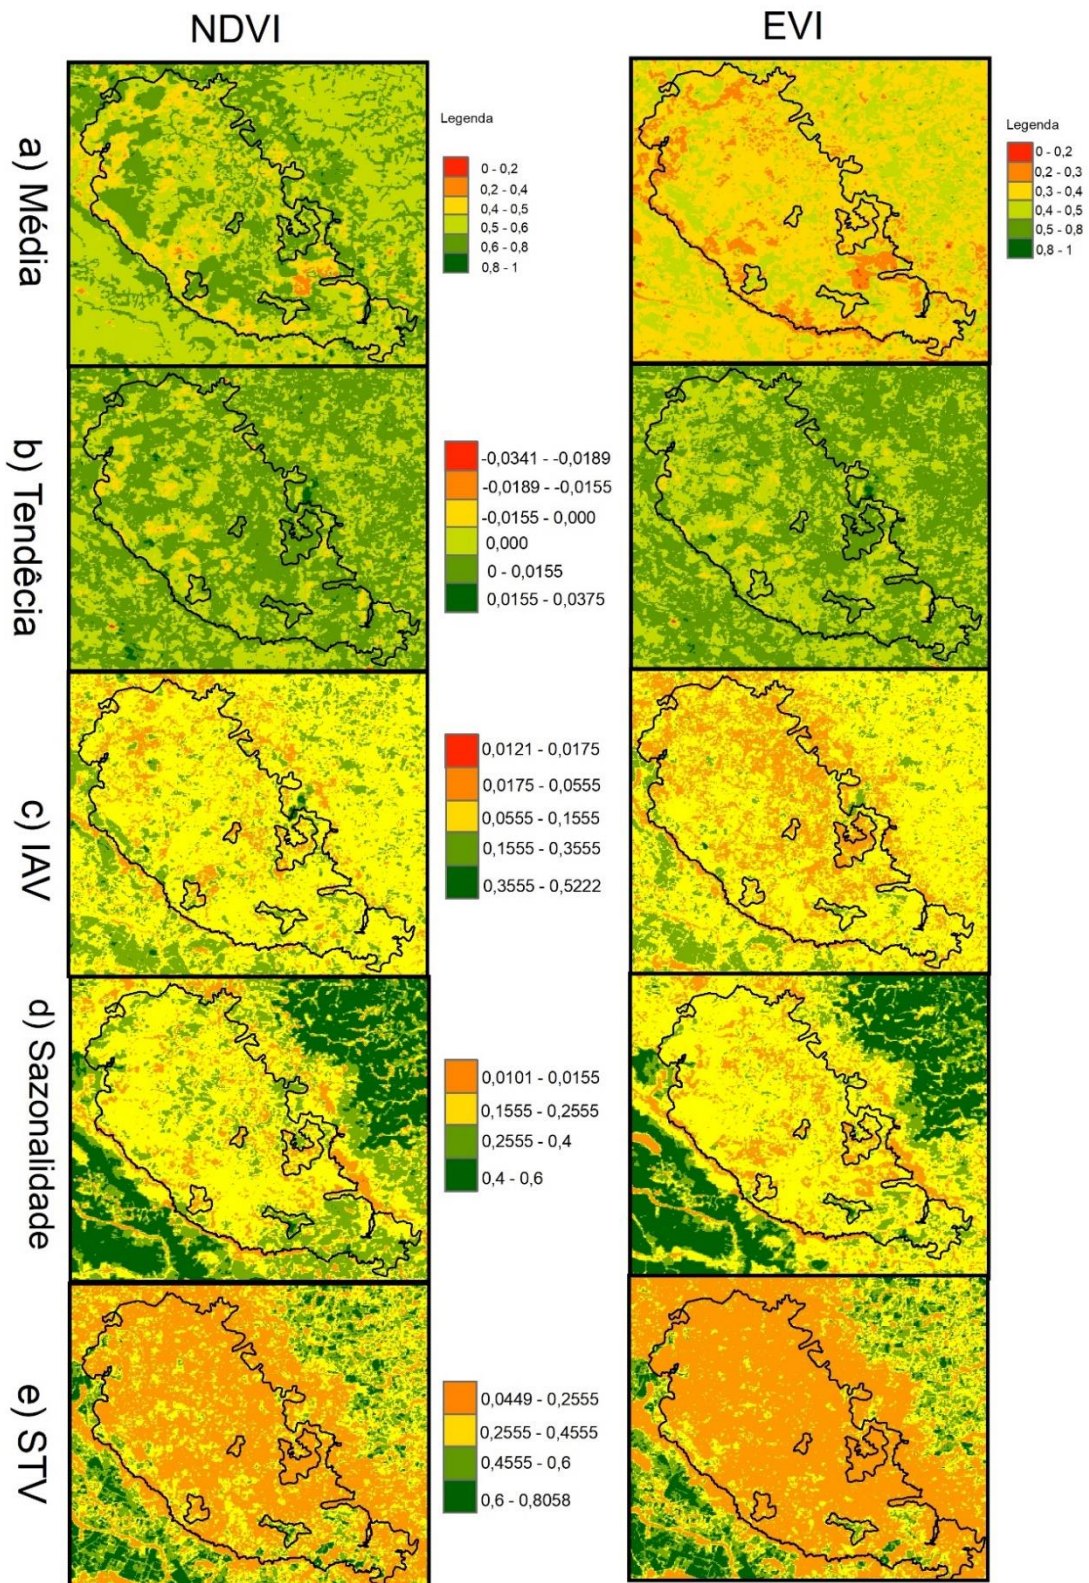 NDVI
EVI
a) Média
Legenda
0 - 0,2
0,2 - 0,4
0,4 - 0,5
0,5 - 0,6
0,6 - 0,8
0,8 - 1
Legenda
0 - 0,2
0,2 - 0,3
0,3 - 0,4
0,4 - 0,5
0,5 - 0,8
0,8 - 1
b) Tendêcia
-0,0341 - -0,0189
-0,0189 - -0,0155
-0,0155 - 0,000
0,000
0 - 0,0155
0,0155 - 0,0375
c) IAV
0,0121 - 0,0175
0,0175 - 0,0555
0,0555 - 0,1555
0,1555 - 0,3555
0,3555 - 0,5222
d) Sazonalidade
0,0101 - 0,0155
0,1555 - 0,2555
0,2555 - 0,4
0,4 - 0,6
e) STV
0,0449 - 0,2555
0,2555 - 0,4555
0,4555 - 0,6
0,6 - 0,8058